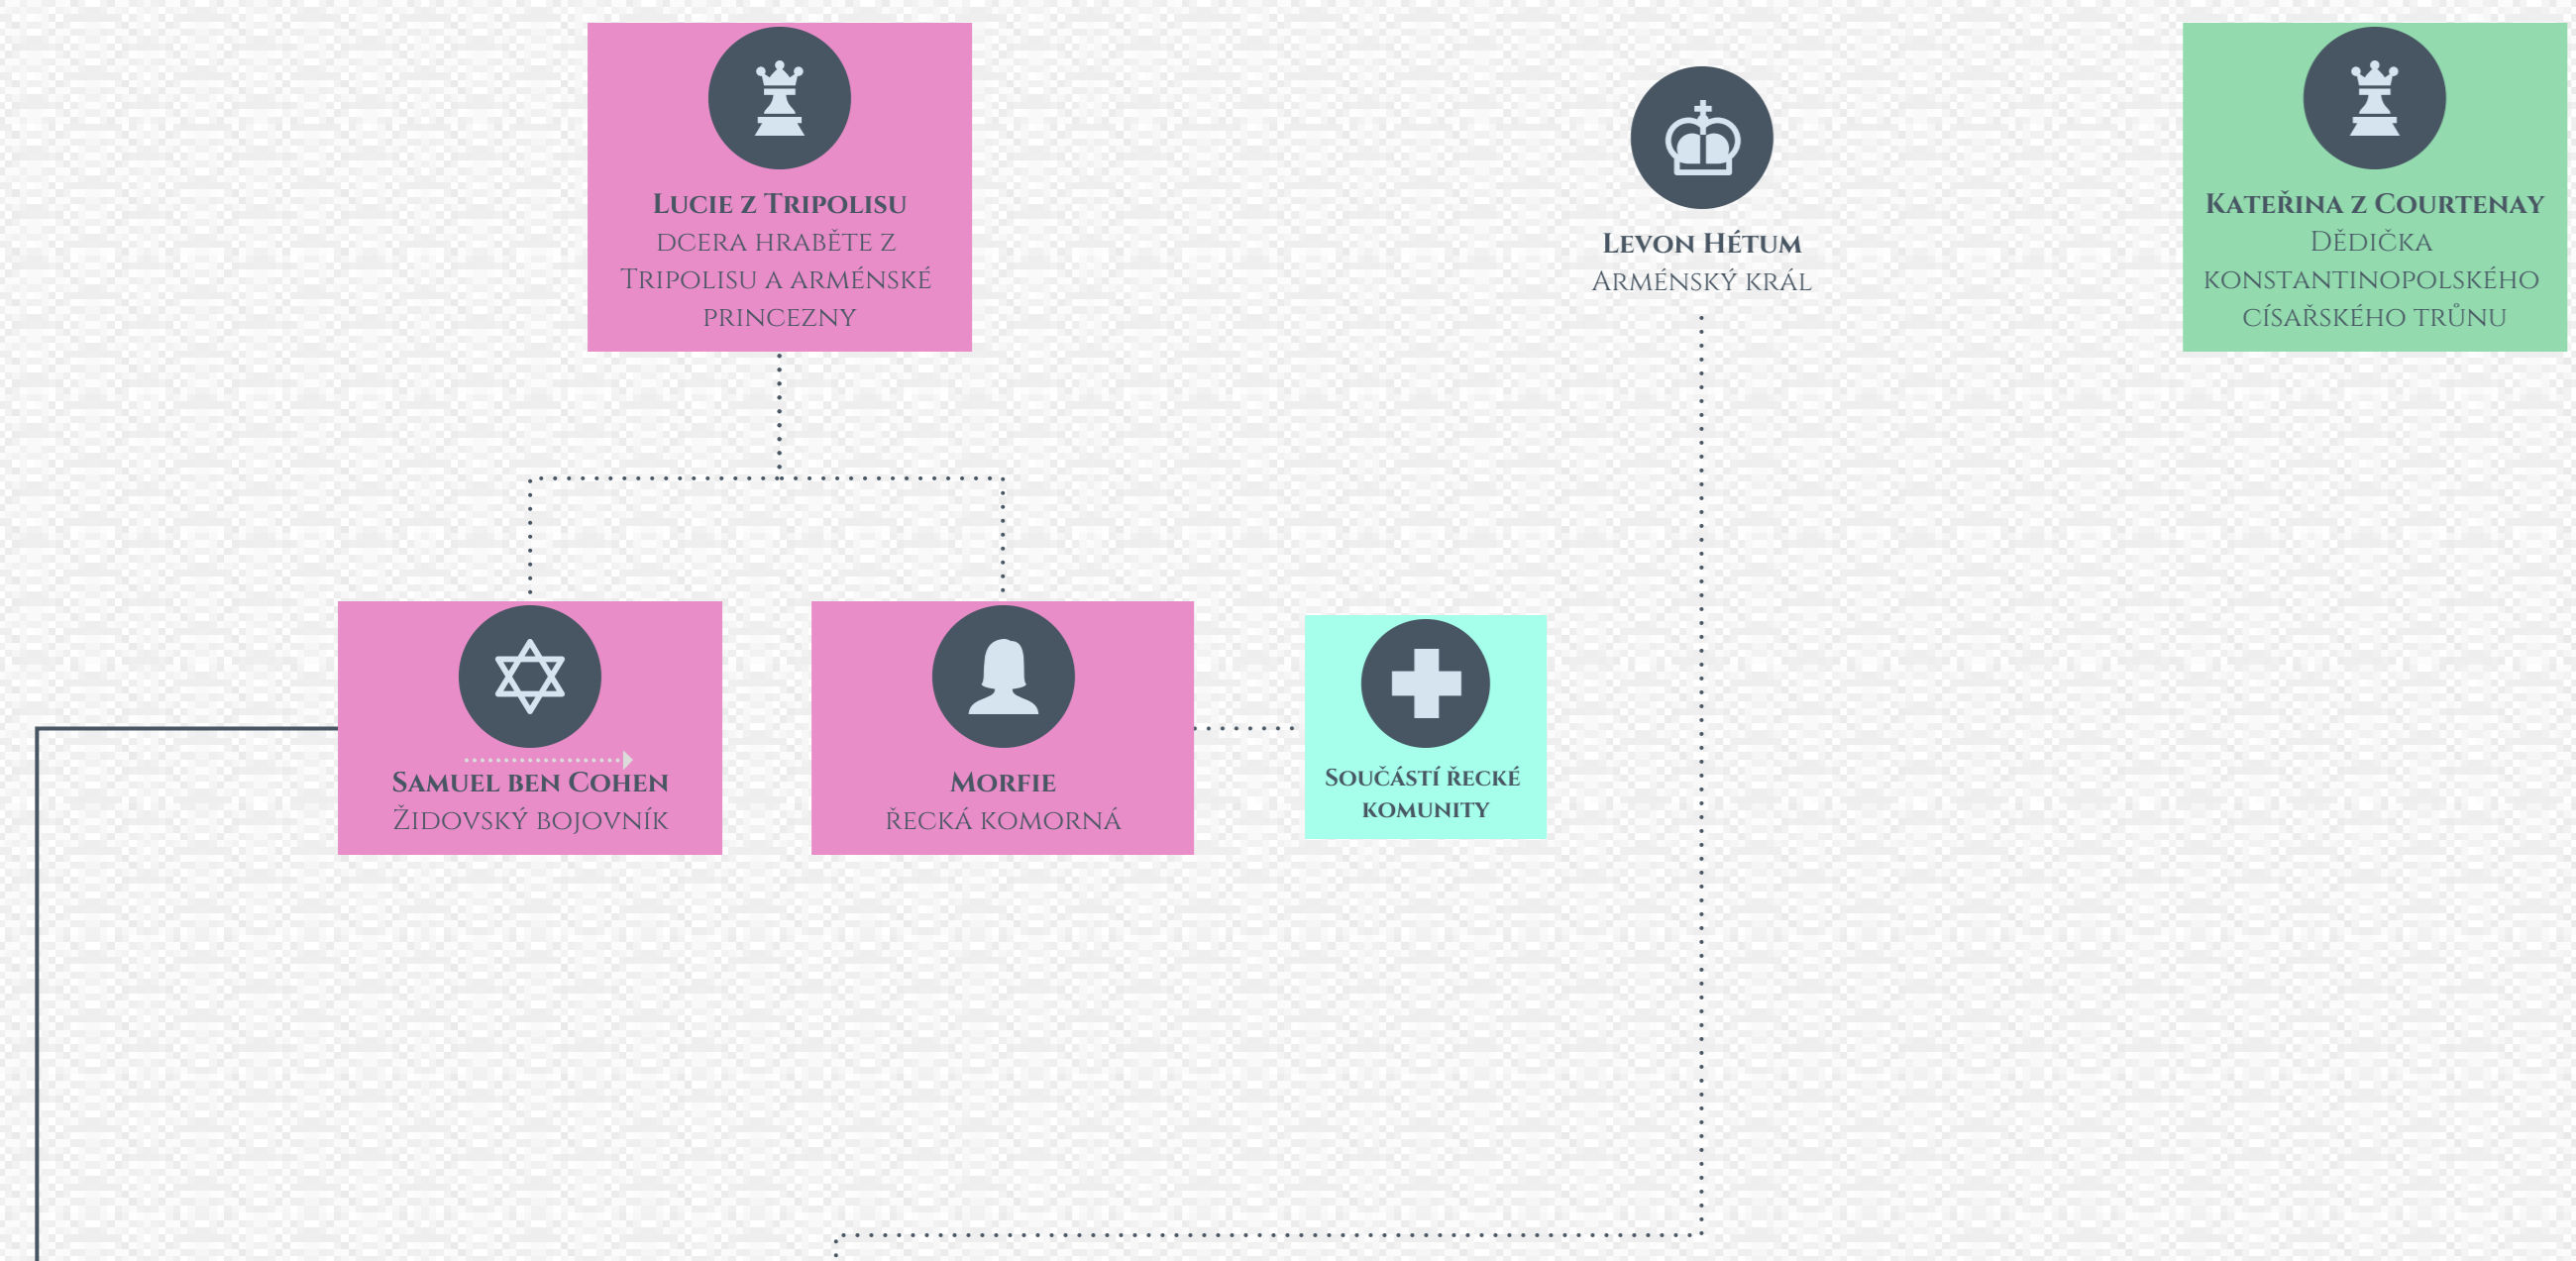 Lucie z Tripolisu
dcera hraběte z
Tripolisu a arménské
princezny
Levon Hétum
Arménský král
Kateřina z Courtenay
Dědička
konstantinopolského
císařského trůnu
Samuel ben Cohen
Židovský bojovník
Morfie
řecká komorná
Součástí řecké
komunity